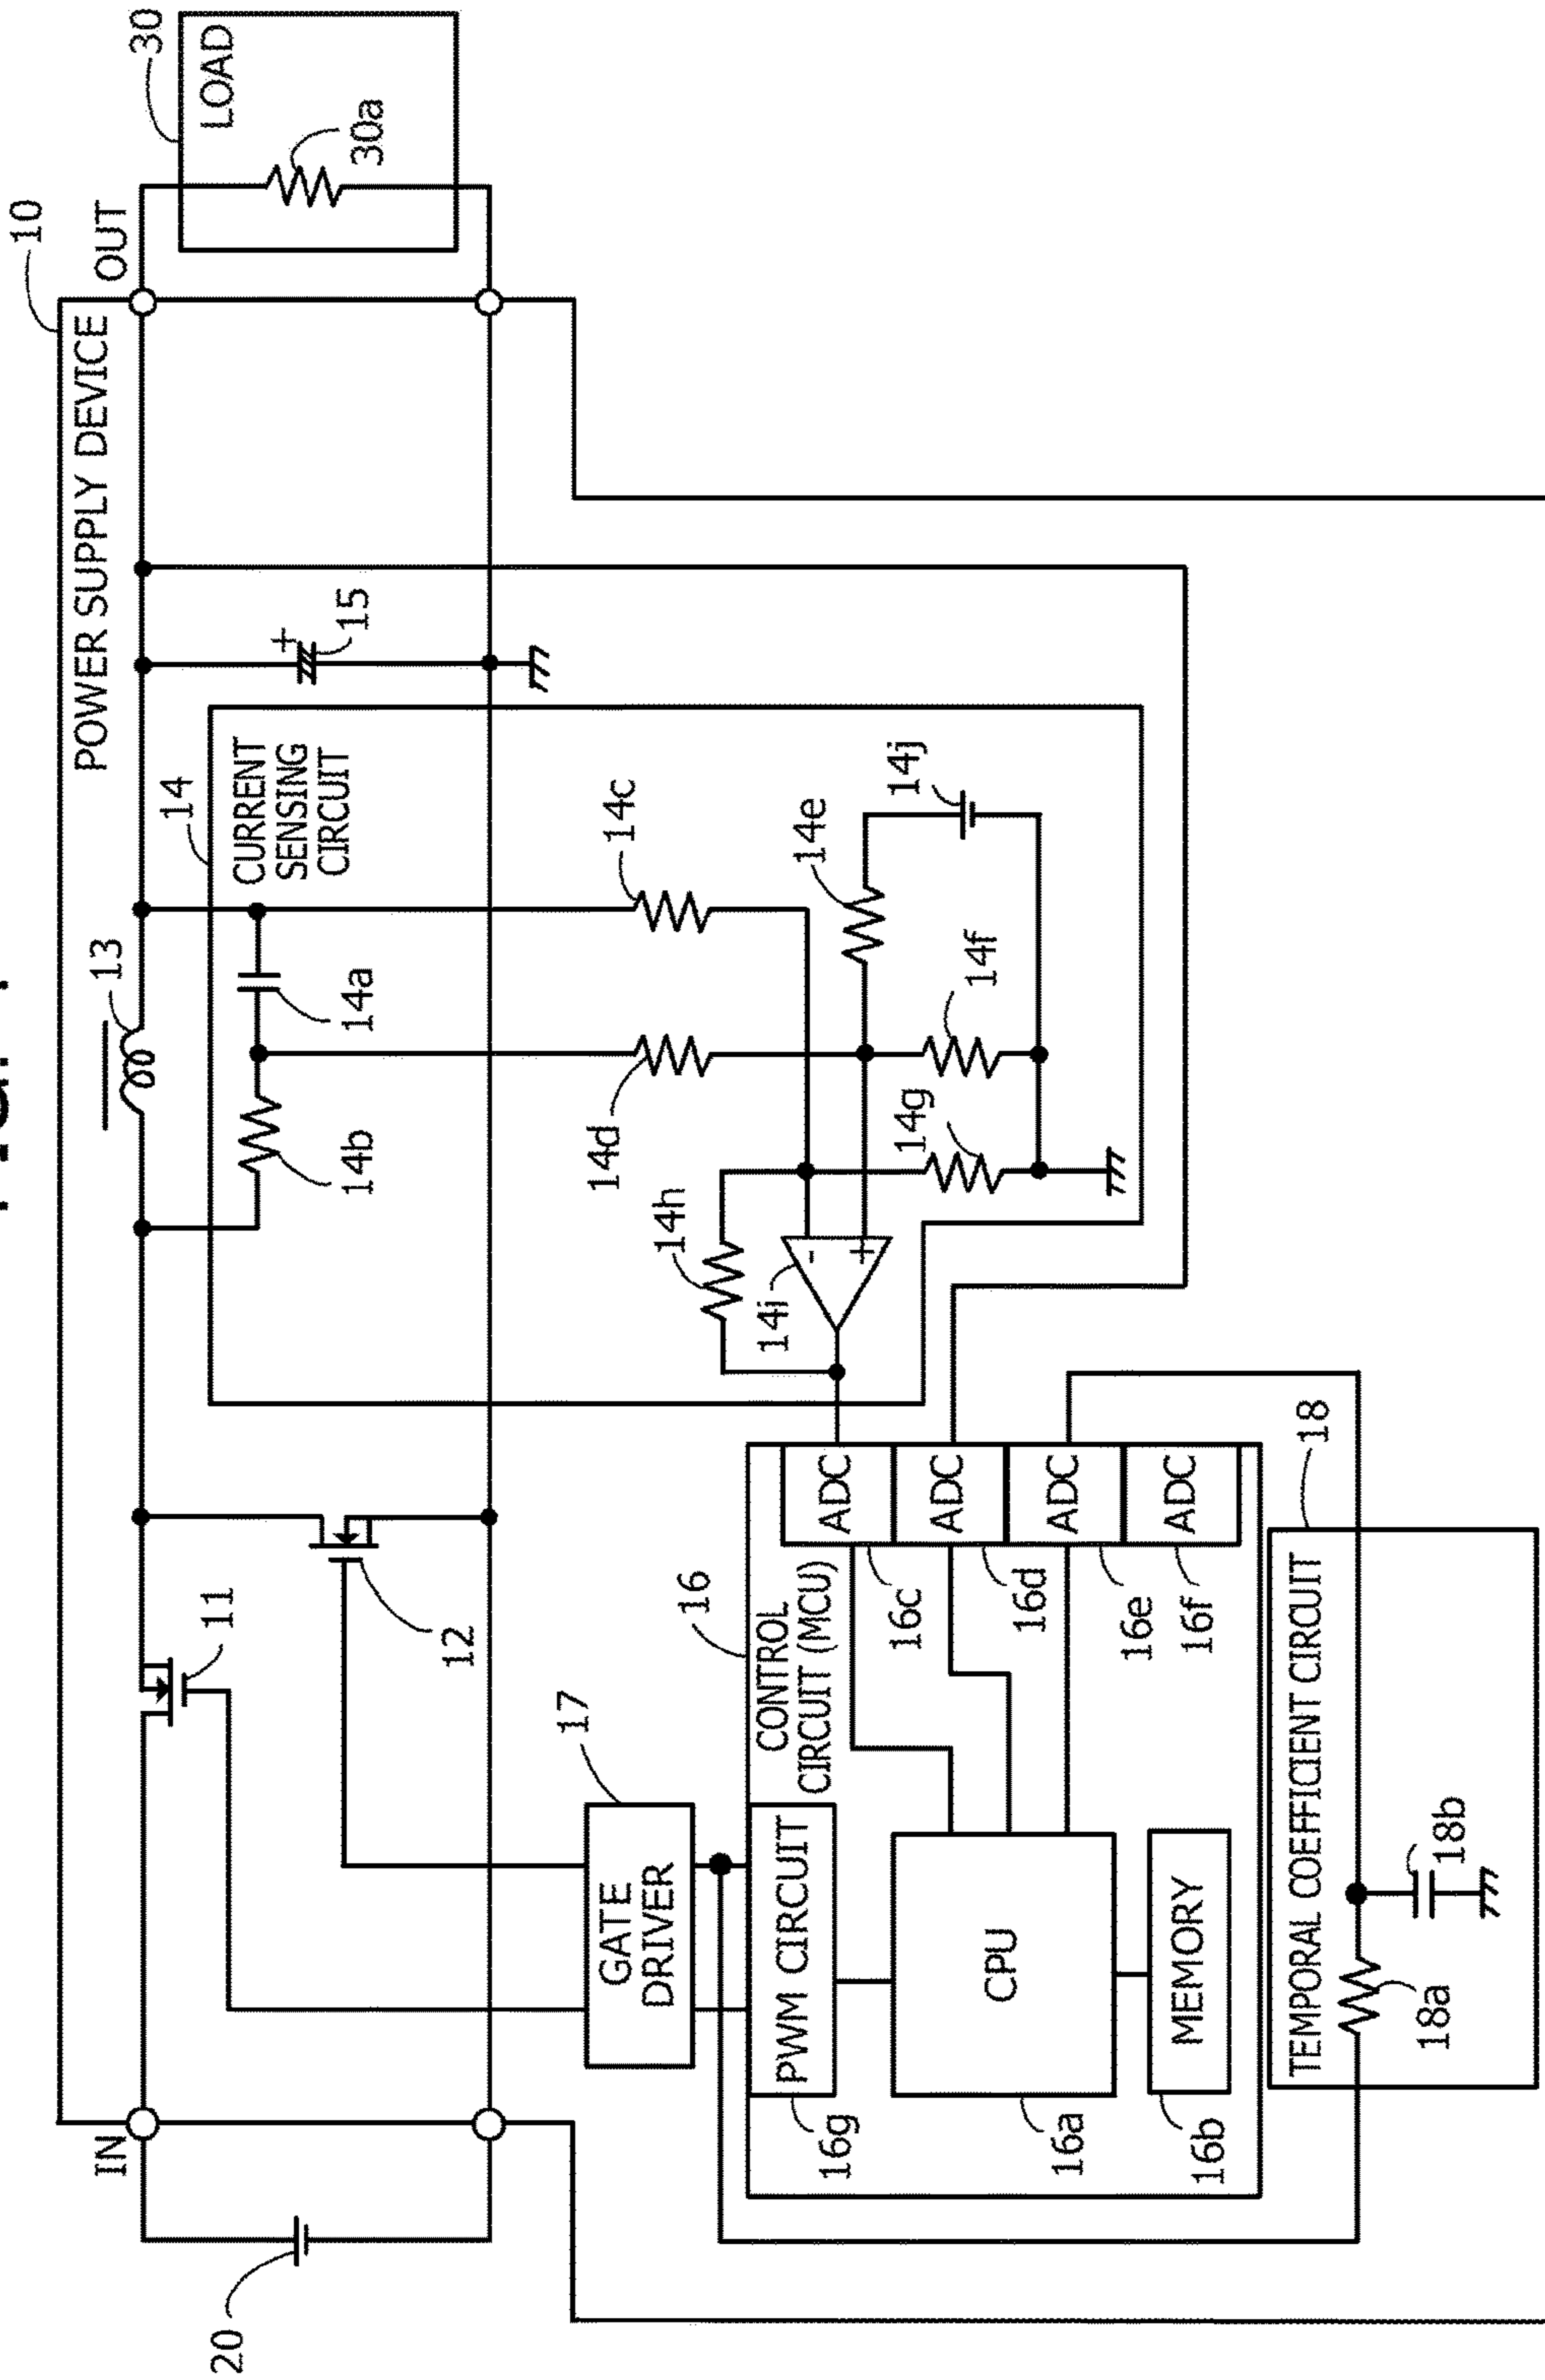 10
POWER SUPPLY DEVICE
IN
OUT
20
11
12
13
14
CURRENT
SENSING
CIRCUIT
14a
14b
14c
14d
14e
14f
14g
14h
14i
14j
-
+
15
+
30
LOAD
30a
17
GATE
DRIVER
16
CONTROL
CIRCUIT (MCU)
PWM CIRCUIT
16g
CPU
16a
MEMORY
16b
ADC
16c
ADC
16d
ADC
16e
ADC
16f
18
TEMPORAL COEFFICIENT CIRCUIT
18a
18b